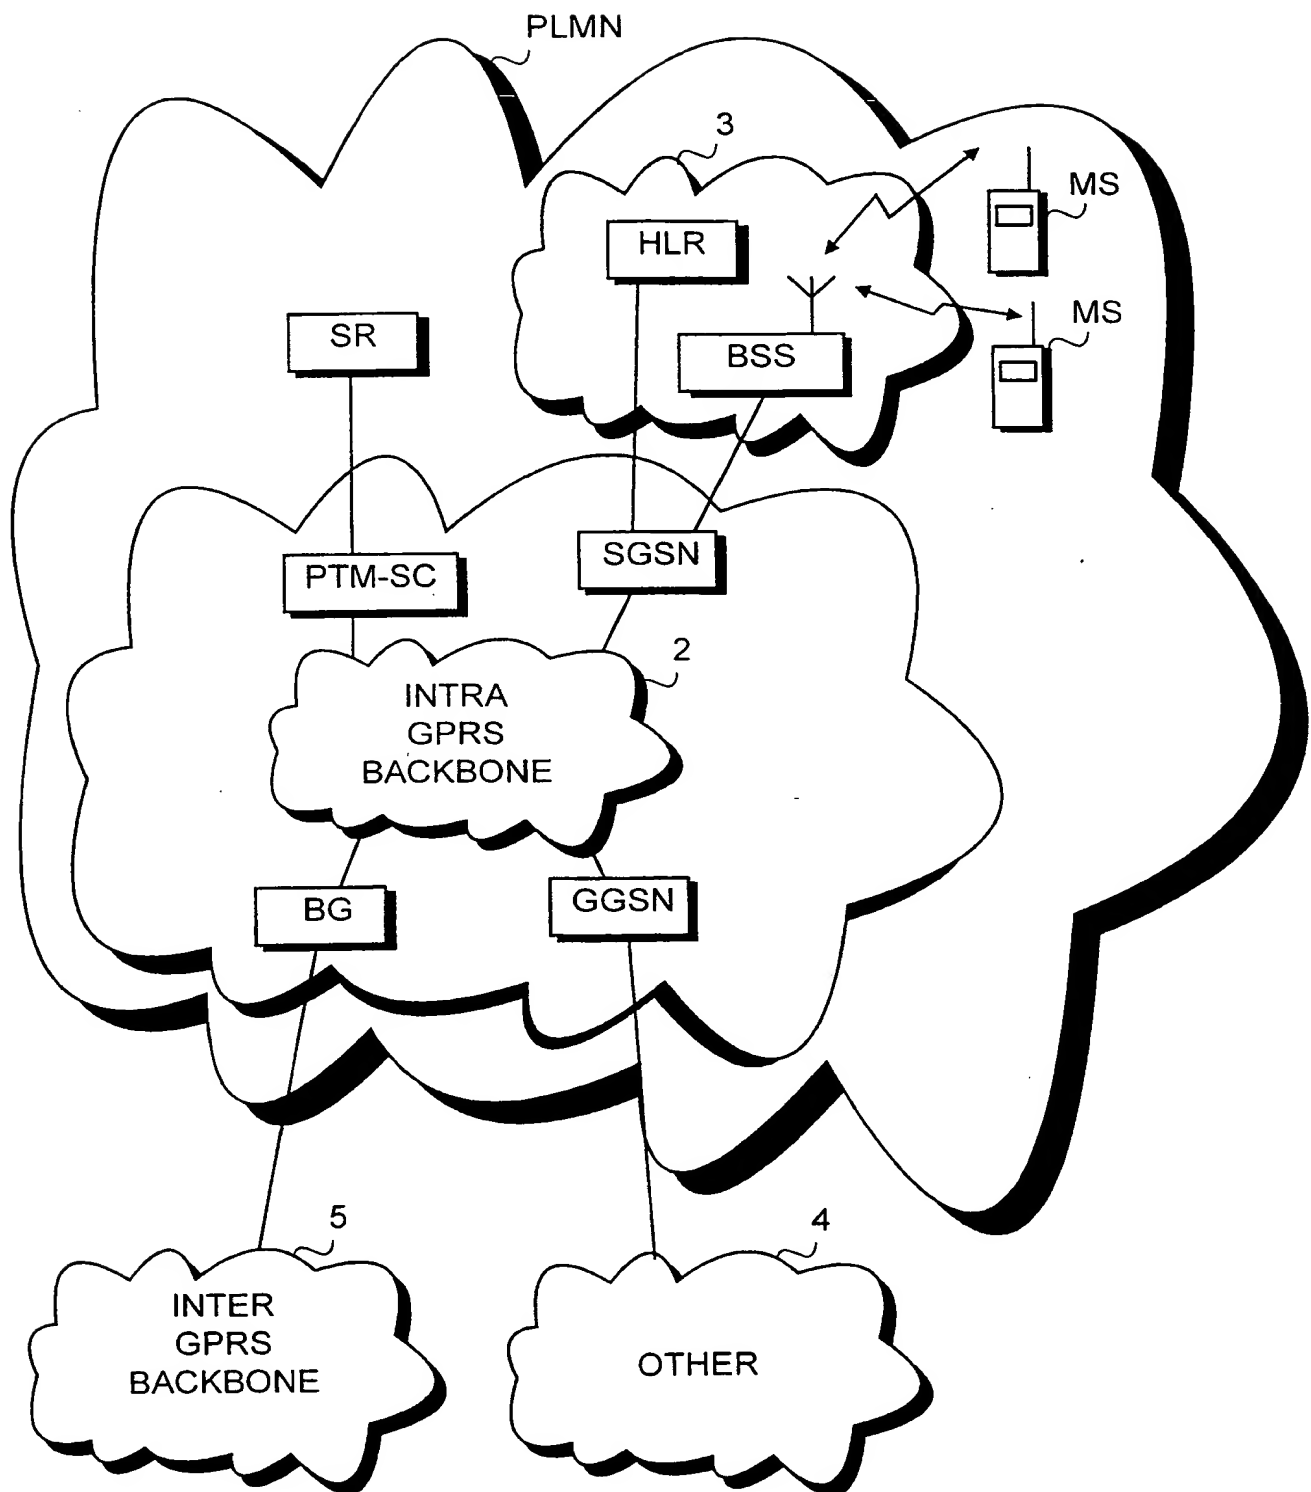 PLMN
3
MS
HLR
MS
SR
BSS
SGSN
PTM-SC
2
INTRA
GPRS
BACKBONE
BG
GGSN
5
4
INTER
GPRS
BACKBONE
OTHER